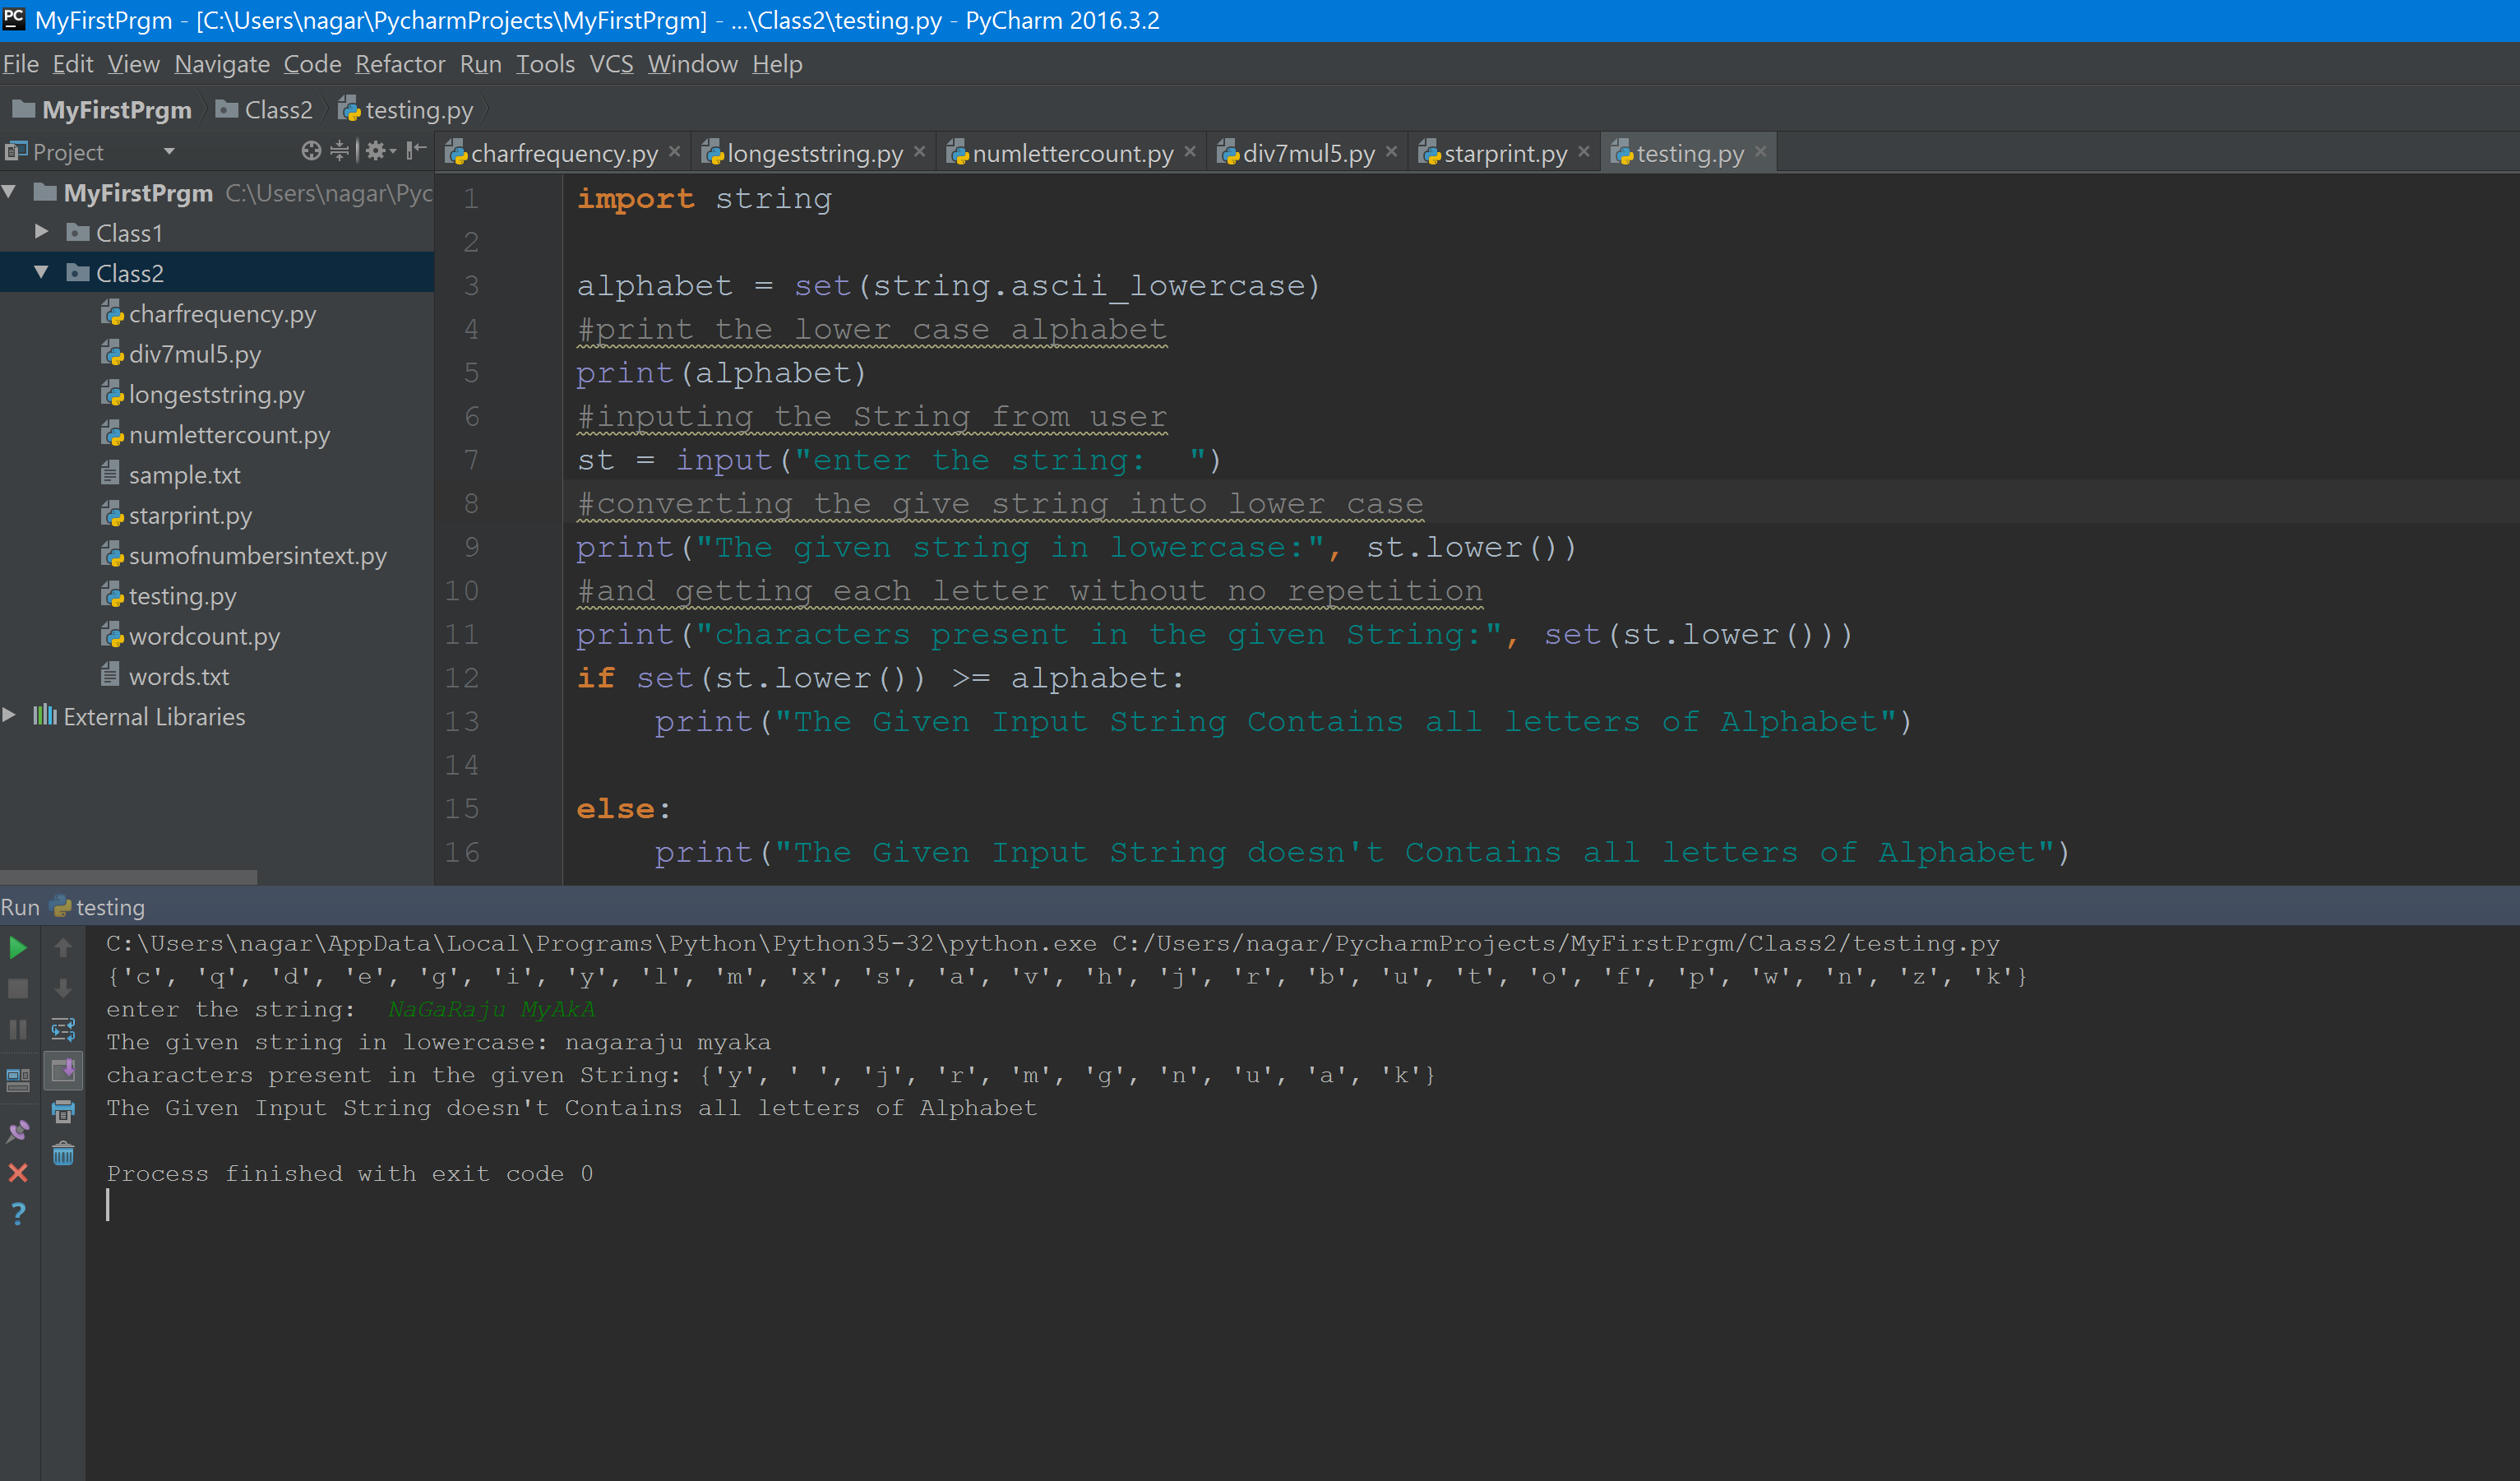 MyFirstPrgm - [C:\Users\nagar\PycharmProjects\MyFirstPrgm] - ...\Class2\testing.py - PyCharm 2016.3.2
File Edit View Navigate Code Refactor Run Tools VCS Window Help
MyFirstPrgm Class2 testing.py
Project
charfrequency.py longeststring.py numlettercount.py div7mul5.py starprint.py testing.py
MyFirstPrgm C:\Users\nagar\Pyc
Class1
Class2
charfrequency.py
div7mul5.py
longeststring.py
numlettercount.py
sample.txt
starprint.py
sumofnumbersintext.py
testing.py
wordcount.py
words.txt
External Libraries
1 import string
2
3 alphabet = set(string.ascii_lowercase)
4 #print the lower case alphabet
5 print(alphabet)
6 #inputing the String from user
7 st = input("enter the string:  ")
8 #converting the give string into lower case
9 print("The given string in lowercase:", st.lower())
10 #and getting each letter without no repetition
11 print("characters present in the given String:", set(st.lower()))
12 if set(st.lower()) >= alphabet:
13     print("The Given Input String Contains all letters of Alphabet")
14
15 else:
16     print("The Given Input String doesn't Contains all letters of Alphabet")
Run testing
C:\Users\nagar\AppData\Local\Programs\Python\Python35-32\python.exe C:/Users/nagar/PycharmProjects/MyFirstPrgm/Class2/testing.py
{'c', 'q', 'd', 'e', 'g', 'i', 'y', 'l', 'm', 'x', 's', 'a', 'v', 'h', 'j', 'r', 'b', 'u', 't', 'o', 'f', 'p', 'w', 'n', 'z', 'k'}
enter the string:  NaGaRaju MyAkA
The given string in lowercase: nagaraju myaka
characters present in the given String: {'y', ' ', 'j', 'r', 'm', 'g', 'n', 'u', 'a', 'k'}
The Given Input String doesn't Contains all letters of Alphabet
Process finished with exit code 0